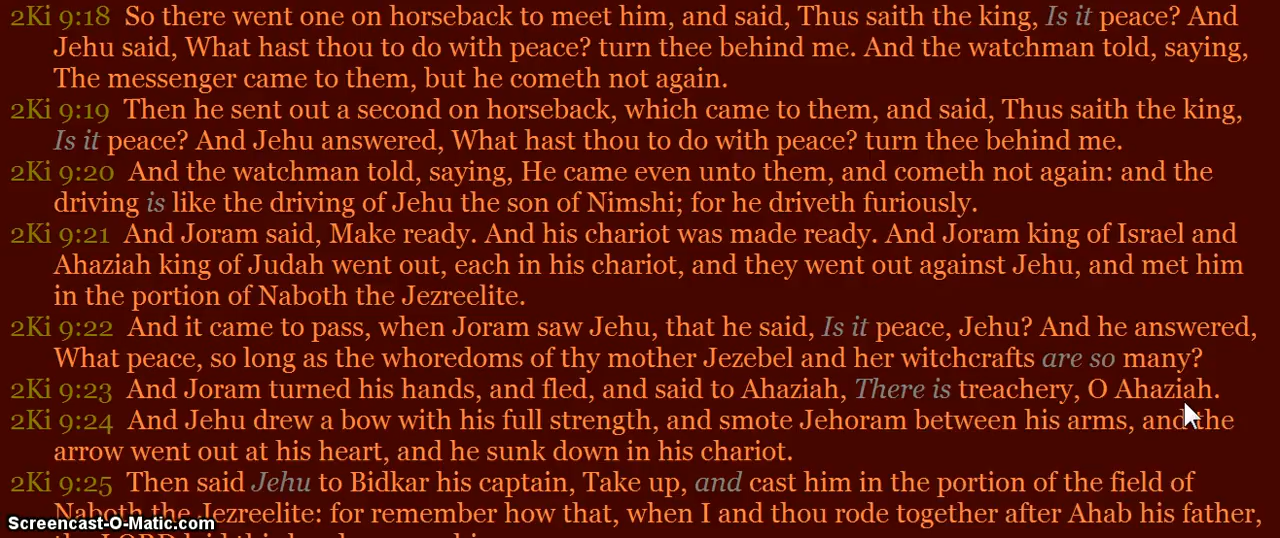 2Ki 9:18 So there went one on horseback to meet him, and said, Thus saith the king, Is it peace? And
Jehu said, What hast thou to do with peace? turn thee behind me. And the watchman told, saying,
The messenger came to them, but he cometh not again.
2Ki 9:19 Then he sent out a second on horseback, which came to them, and said, Thus saith the king,
Is it peace? And Jehu answered, What hast thou to do with peace? turn thee behind me.
2Ki 9:20 And the watchman told, saying, He came even unto them, and cometh not again: and the
driving is like the driving of Jehu the son of Nimshi; for he driveth furiously.
2Ki 9:21 And Joram said, Make ready. And his chariot was made ready. And Joram king of Israel and
Ahaziah king of Judah went out, each in his chariot, and they went out against Jehu, and met him
in the portion of Naboth the Jezreelite.
2Ki 9:22 And it came to pass, when Joram saw Jehu, that he said, Is it peace, Jehu? And he answered,
What peace, so long as the whoredoms of thy mother Jezebel and her witchcrafts are so many?
2Ki 9:23 And Joram turned his hands, and fled, and said to Ahaziah, There is treachery, O Ahaziah.
2Ki 9:24 And Jehu drew a bow with his full strength, and smote Jehoram between his arms, and the
arrow went out at his heart, and he sunk down in his chariot.
2Ki 9:25 Then said Jehu to Bidkar his captain, Take up, and cast him in the portion of the field of
Naboth the Jezreelite: for remember how that, when I and thou rode together after Ahab his father,
Screencast-O-Matic.com